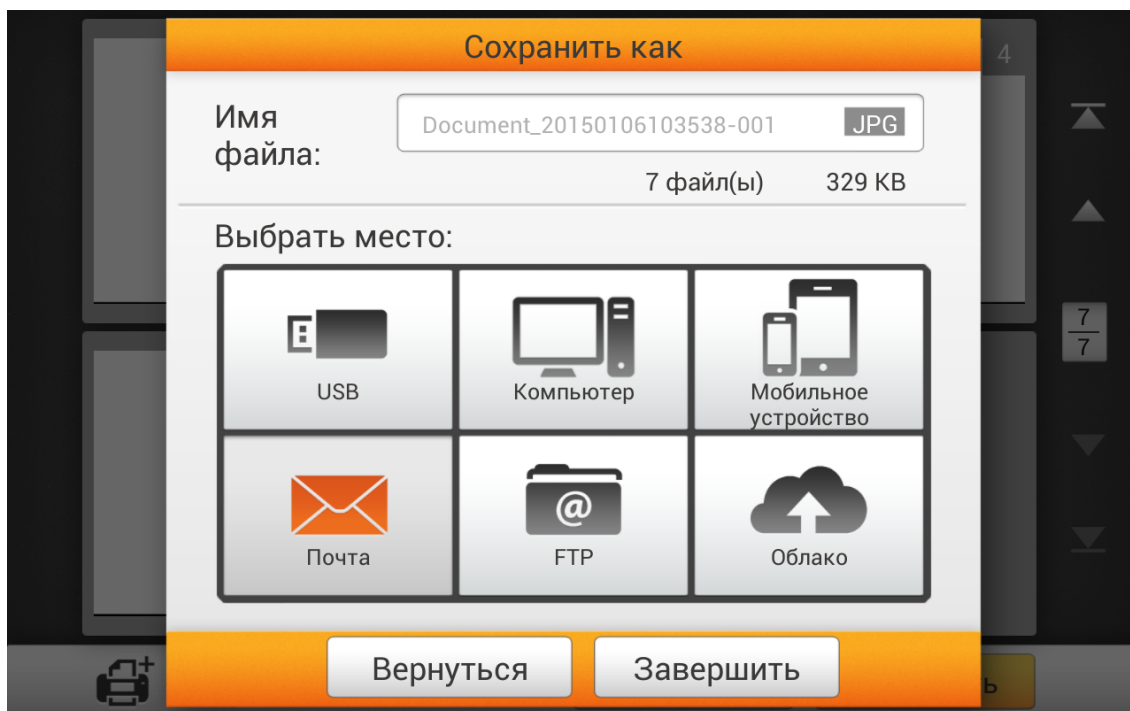 Сохранить как
4
Имя
файла:
Document_20150106103538-001 JPG
7 файл(ы) 329 KB
Выбрать место:
7
7
USB
Компьютер
Мобильное
устройство
@
Почта
FTP
Облако
Вернуться
Завершить
ь